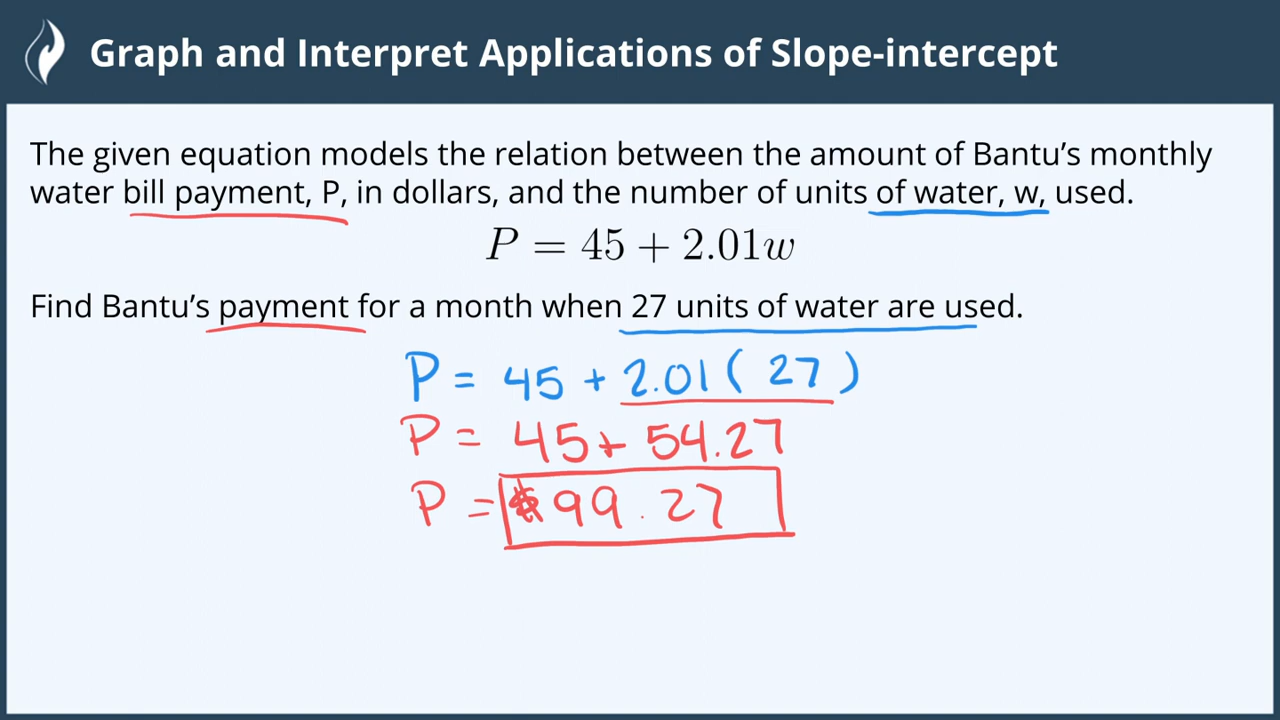 Graph and Interpret Applications of Slope-intercept
The given equation models the relation between the amount of Bantu’s monthly
water bill payment, P, in dollars, and the number of units of water, w, used.
P = 45 + 2.01w
Find Bantu’s payment for a month when 27 units of water are used.
P = 45 + 2.01( 27 )
P = 45 + 54.27
P = $99.27